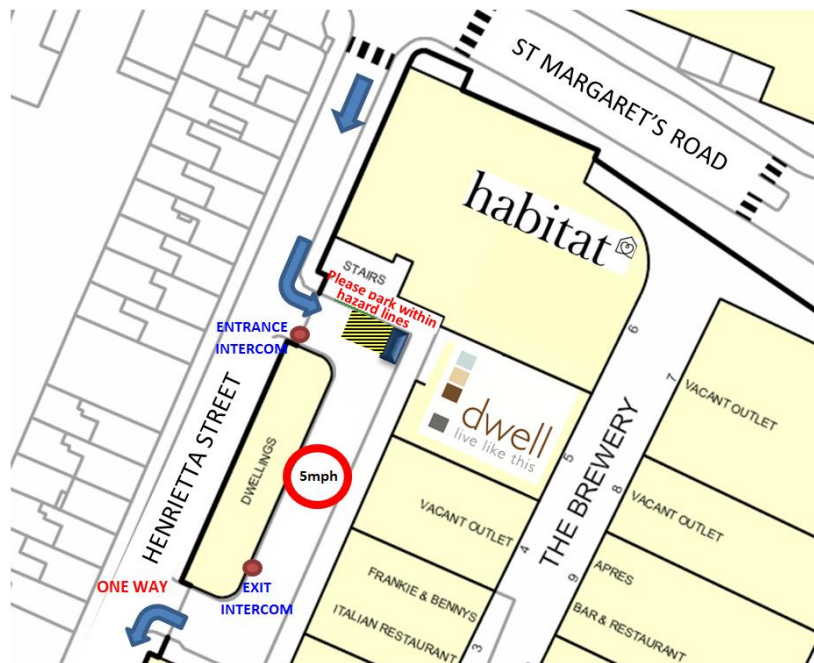 ST MARGARET'S ROAD
habitat
STAIRS
Please park within
hazard lines
ENTRANCE
INTERCOM
6
7
VACANT OUTLET
dwell
live like this
HENRIETTA STREET
DWELLINGS
5mph
5
THE BREWERY
8
VACANT OUTLET
VACANT OUTLET
4
9
APRES
BAR & RESTAURANT
FRANKIE & BENNYS
ITALIAN RESTAURANT
3
ONE WAY
EXIT
INTERCOM